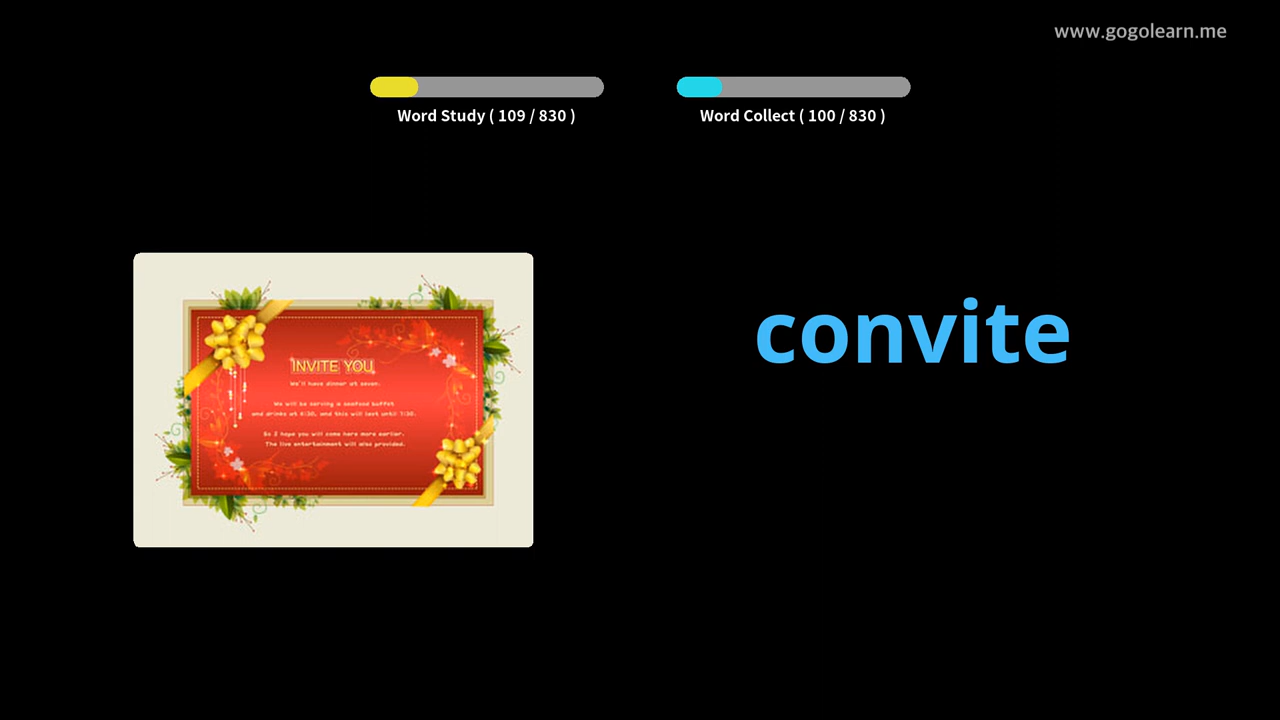 www.gogolearn.me
Word Study ( 109 / 830 )
Word Collect ( 100 / 830 )
convite
INVITE YOU
We'll have dinner at seven.
We will be serving a seafood buffet
and drinks at 6:30, and this will last until 7:30.
So I hope you will come here more earlier.
The live entertainment will also provided.